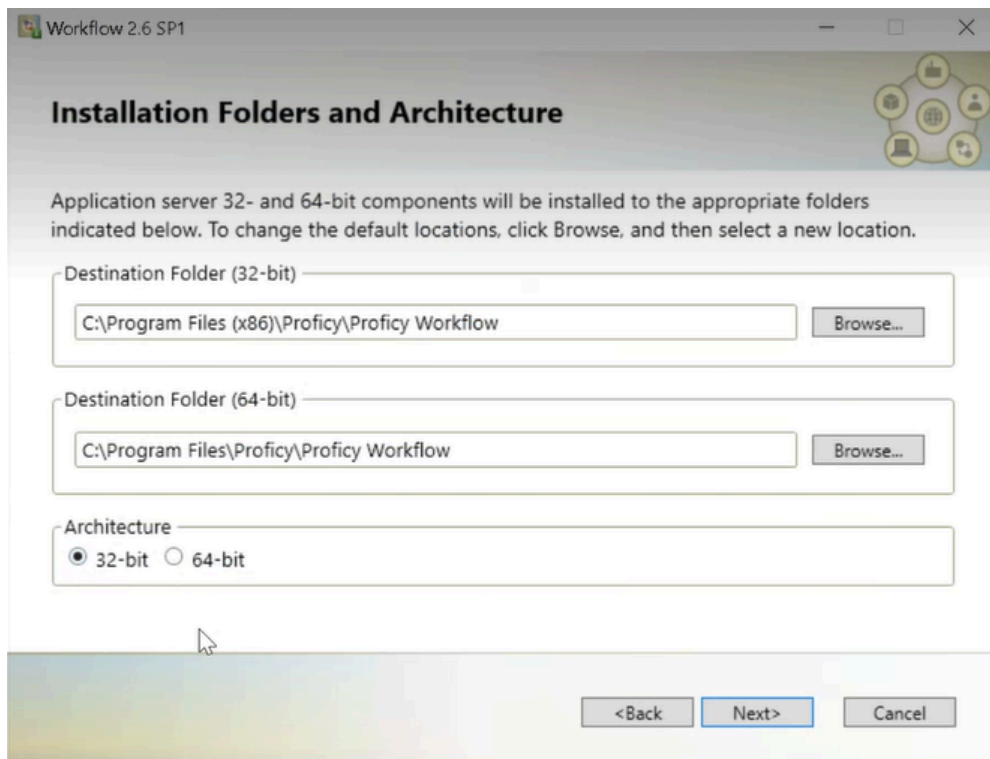 Workflow 2.6 SP1
Installation Folders and Architecture
Application server 32- and 64-bit components will be installed to the appropriate folders
indicated below. To change the default locations, click Browse, and then select a new location.
Destination Folder (32-bit)
C:\Program Files (x86)\Proficy\Proficy Workflow
Browse...
Destination Folder (64-bit)
C:\Program Files\Proficy\Proficy Workflow
Browse...
Architecture
32-bit 64-bit
<Back Next> Cancel